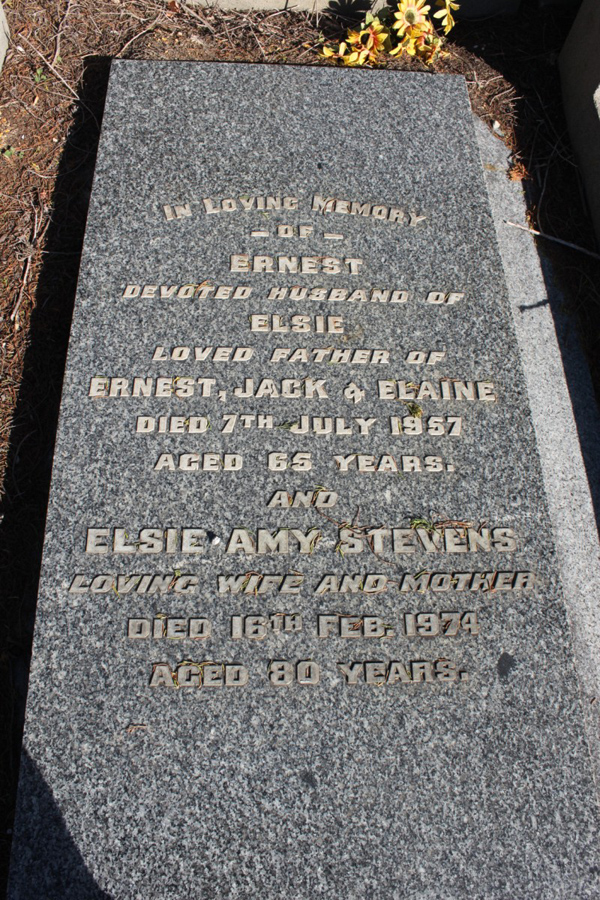 IN LOVING MEMORY
– OF –
ERNEST
DEVOTED HUSBAND OF
ELSIE
LOVED FATHER OF
ERNEST, JACK & ELAINE
DIED 7TH JULY 1957
AGED 65 YEARS.
AND
ELSIE AMY STEVENS
LOVING WIFE AND MOTHER
DIED 16TH FEB. 1974
AGED 80 YEARS.